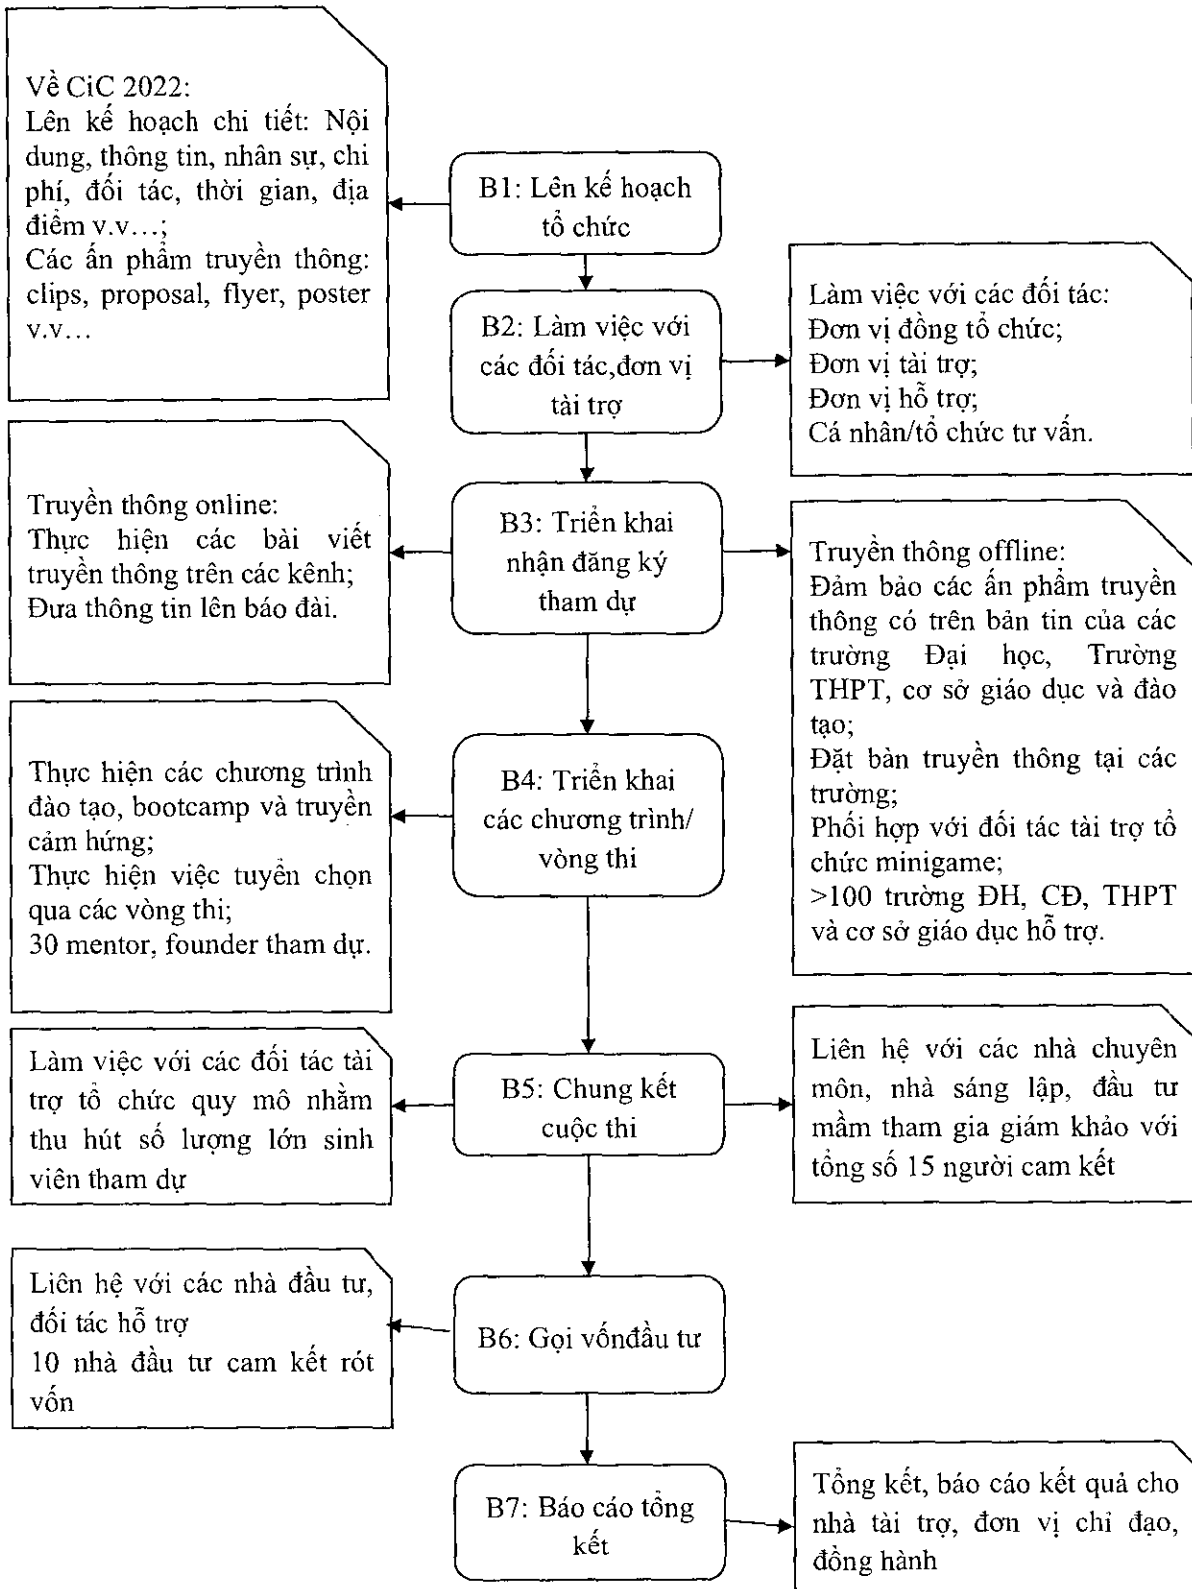 Về CiC 2022:
Lên kế hoạch chi tiết: Nội
dung, thông tin, nhân sự, chi
phí, đối tác, thời gian, địa
điểm v.v...;
Các ấn phẩm truyền thông:
clips, proposal, flyer, poster
v.v...
B1: Lên kế hoạch
tổ chức
B2: Làm việc với
các đối tác,đơn vị
tài trợ
Làm việc với các đối tác:
Đơn vị đồng tổ chức;
Đơn vị tài trợ;
Đơn vị hỗ trợ;
Cá nhân/tổ chức tư vấn.
Truyền thông online:
Thực hiện các bài viết
truyền thông trên các kênh;
Đưa thông tin lên báo đài.
B3: Triển khai
nhận đăng ký
tham dự
Truyền thông offline:
Đảm bảo các ấn phẩm truyền
thông có trên bản tin của các
trường Đại học, Trường
THPT, cơ sở giáo dục và đào
tạo;
Đặt bàn truyền thông tại các
trường;
Phối hợp với đối tác tài trợ tổ
chức minigame;
>100 trường ĐH, CĐ, THPT
và cơ sở giáo dục hỗ trợ.
Thực hiện các chương trình
đào tạo, bootcamp và truyền
cảm hứng;
Thực hiện việc tuyển chọn
qua các vòng thi;
30 mentor, founder tham dự.
B4: Triển khai
các chương trình/
vòng thi
Làm việc với các đối tác tài
trợ tổ chức quy mô nhằm
thu hút số lượng lớn sinh
viên tham dự
B5: Chung kết
cuộc thi
Liên hệ với các nhà chuyên
môn, nhà sáng lập, đầu tư
mầm tham gia giám khảo với
tổng số 15 người cam kết
Liên hệ với các nhà đầu tư,
đối tác hỗ trợ
10 nhà đầu tư cam kết rót
vốn
B6: Gọi vốnđầu tư
B7: Báo cáo tổng
kết
Tổng kết, báo cáo kết quả cho
nhà tài trợ, đơn vị chỉ đạo,
đồng hành